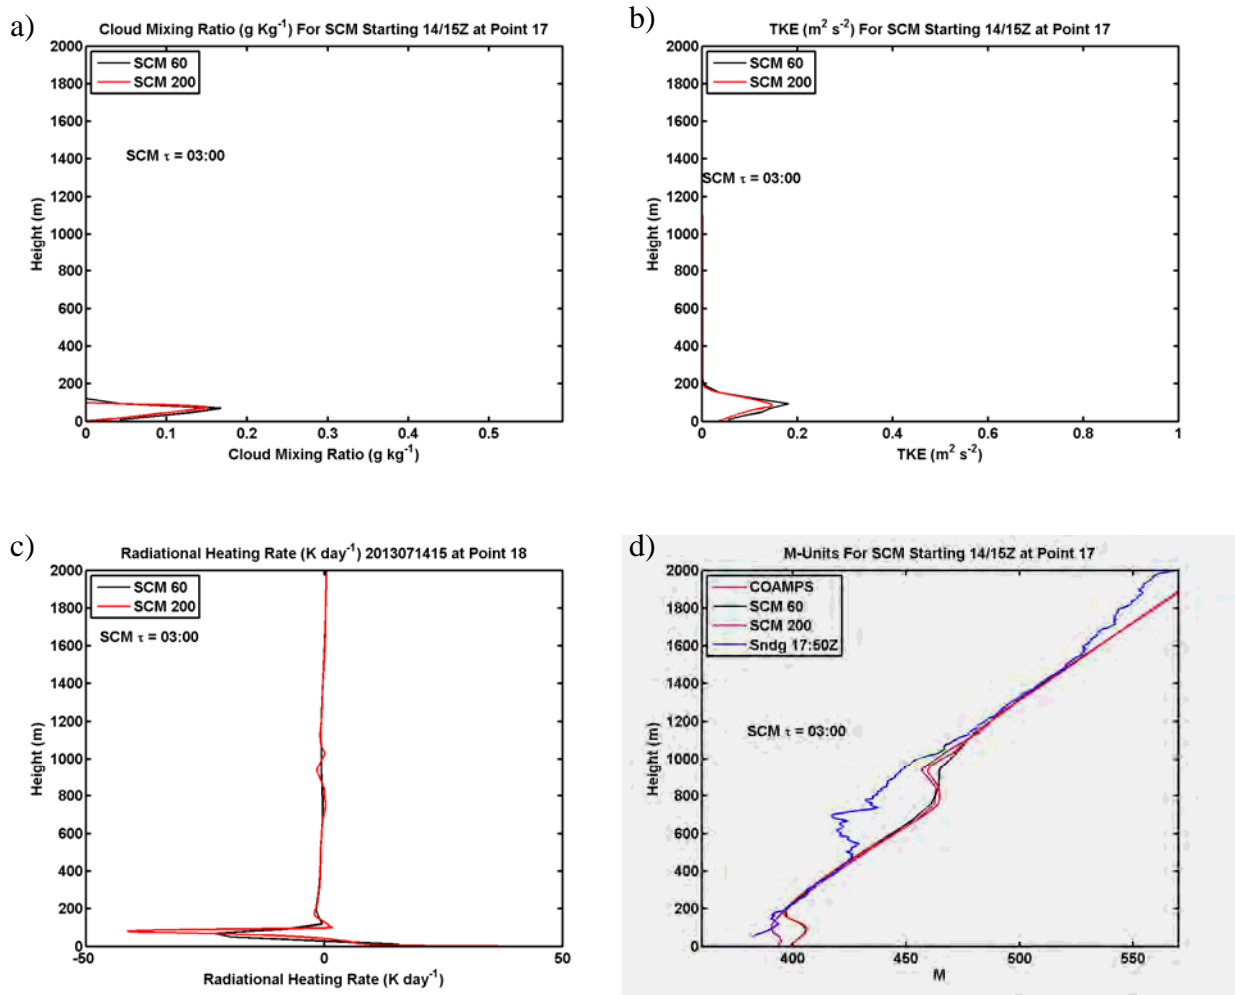 a)
Cloud Mixing Ratio (g Kg-1) For SCM Starting 14/15Z at Point 17
2000
1800
1600
1400
1200
1000
800
600
400
200
0
SCM 60
SCM 200
SCM τ = 03:00
Height (m)
0 0.1 0.2 0.3 0.4 0.5
Cloud Mixing Ratio (g kg-1)
b)
TKE (m2 s-2) For SCM Starting 14/15Z at Point 17
2000
1800
1600
1400
1200
1000
800
600
400
200
0
SCM 60
SCM 200
SCM τ = 03:00
Height (m)
0 0.2 0.4 0.6 0.8 1
TKE (m2 s-2)
c)
Radiational Heating Rate (K day-1) 2013071415 at Point 18
2000
1800
1600
1400
1200
1000
800
600
400
200
0
SCM 60
SCM 200
SCM τ = 03:00
Height (m)
-50 0 50
Radiational Heating Rate (K day-1)
d)
M-Units For SCM Starting 14/15Z at Point 17
2000
1800
1600
1400
1200
1000
800
600
400
200
0
COAMPS
SCM 60
SCM 200
Sndg 17:50Z
SCM τ = 03:00
Height (m)
400 450 500 550
M